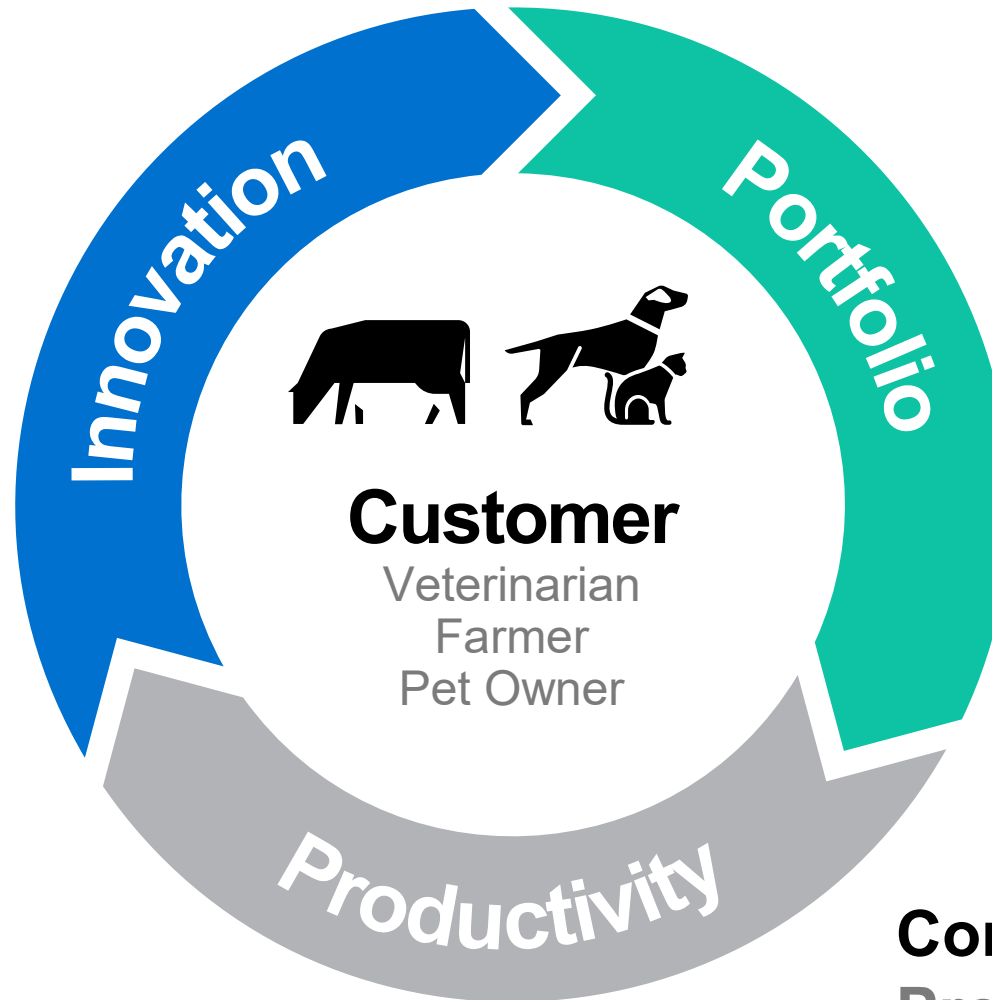 Innovation
Portfolio
Customer
Veterinarian
Farmer
Pet Owner
Productivity